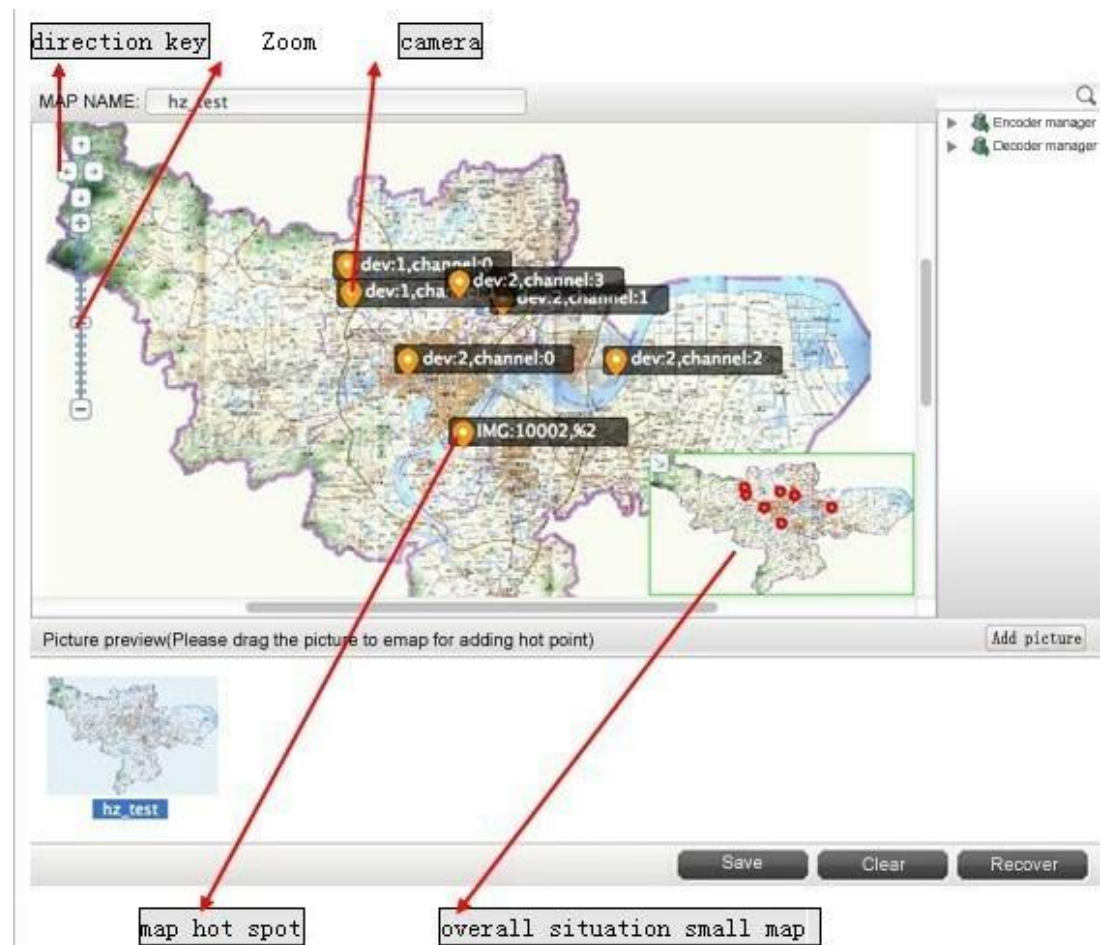 direction key Zoom camera
MAP NAME: hz_test
Encoder manager
Decoder manager
dev:1,channel:0
dev:2,channel:3
dev:1,cha
dev:2,channel:1
dev:2,channel:0
dev:2,channel:2
IMG:10002,%2
Picture preview(Please drag the picture to emap for adding hot point)
Add picture
hz_test
Save Clear Recover
map hot spot overall situation small map